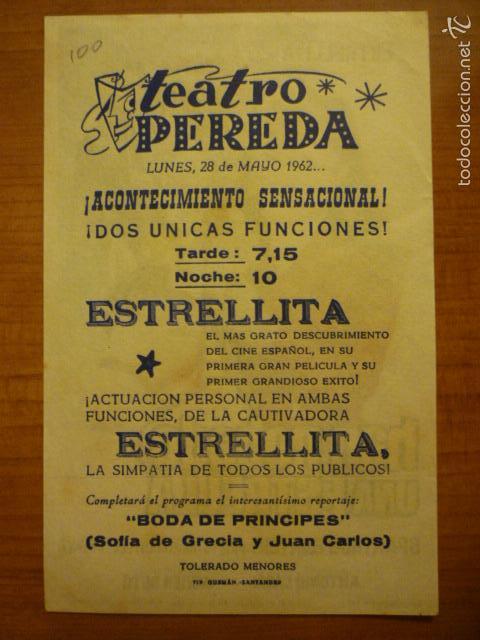 100
teatro
PEREDA
LUNES, 28 de MAYO 1962...
¡ACONTECIMIENTO SENSACIONAL!
¡DOS UNICAS FUNCIONES!
Tarde: 7,15
Noche: 10
ESTRELLITA
EL MAS GRATO DESCUBRIMIENTO
DEL CINE ESPAÑOL, EN SU
PRIMERA GRAN PELICULA Y SU
PRIMER GRANDIOSO EXITO!
¡ACTUACION PERSONAL EN AMBAS
FUNCIONES, DE LA CAUTIVADORA
ESTRELLITA,
LA SIMPATIA DE TODOS LOS PUBLICOS!
Completará el programa el interesantísimo reportaje:
"BODA DE PRINCIPES"
(Sofía de Grecia y Juan Carlos)
TOLERADO MENORES
TIP. GUZMÁN -SANTANDER
todocoleccion.net